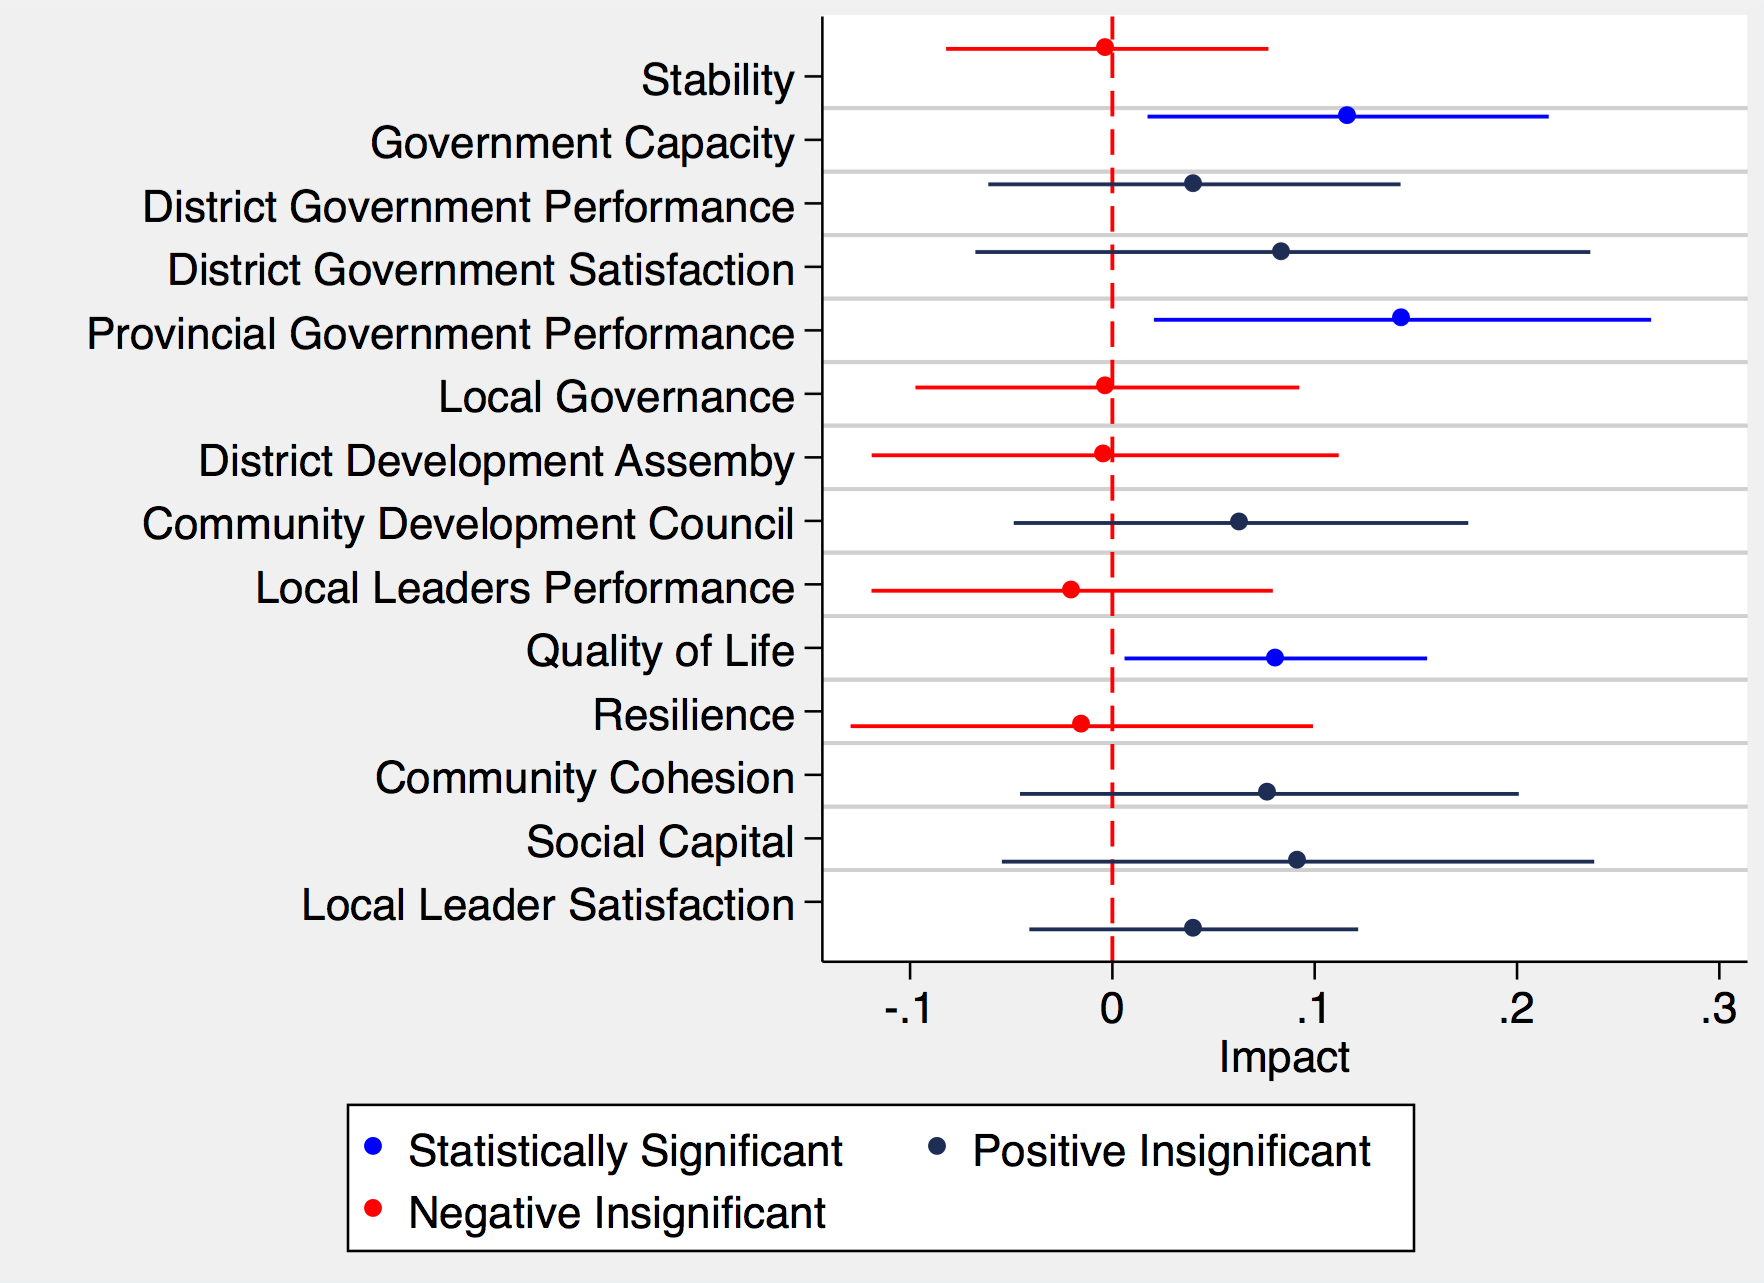 Stability
Government Capacity
District Government Performance
District Government Satisfaction
Provincial Government Performance
Local Governance
District Development Assemby
Community Development Council
Local Leaders Performance
Quality of Life
Resilience
Community Cohesion
Social Capital
Local Leader Satisfaction
-.1 0 .1 .2 .3
Impact
Statistically Significant Positive Insignificant
Negative Insignificant